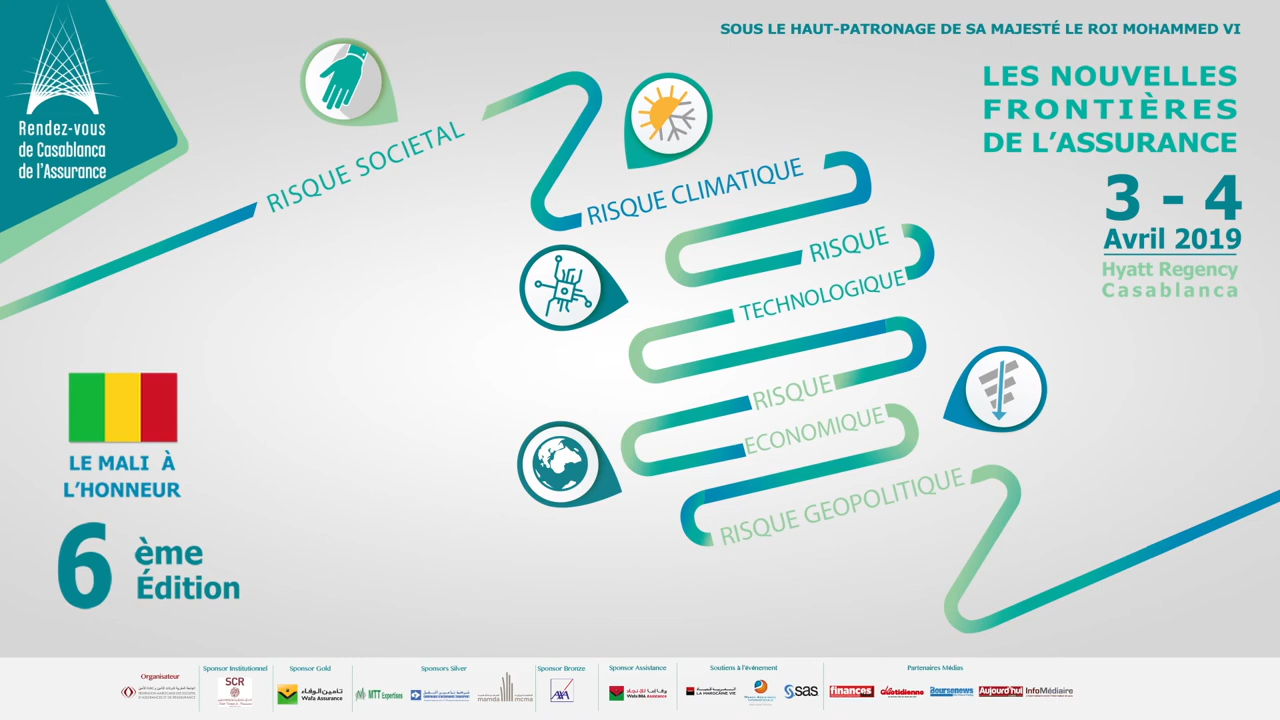 SOUS LE HAUT-PATRONAGE DE SA MAJESTÉ LE ROI MOHAMMED VI
Rendez-vous
de Casablanca
de l'Assurance
LES NOUVELLES
FRONTIÈRES
DE L'ASSURANCE
3 - 4
Avril 2019
Hyatt Regency
Casablanca
RISQUE SOCIETAL
RISQUE CLIMATIQUE
RISQUE
TECHNOLOGIQUE
RISQUE
ECONOMIQUE
RISQUE GEOPOLITIQUE
LE MALI À
L'HONNEUR
6 ème
Édition
Organisateur
Sponsor Institutionnel
SCR
Sponsor Gold
تأمين الوفاء
Wafa Assurance
Sponsors Silver
MTT Expertises
mamda
mcma
Sponsor Bronze
AXA
Sponsor Assistance
Wafa IMA Assistance
Soutiens à l'événement
LA MAROCAINE VIE
sas
Partenaires Médias
finances
Quotidienne
Boursenews
Aujourd'hui
InfoMédiaire